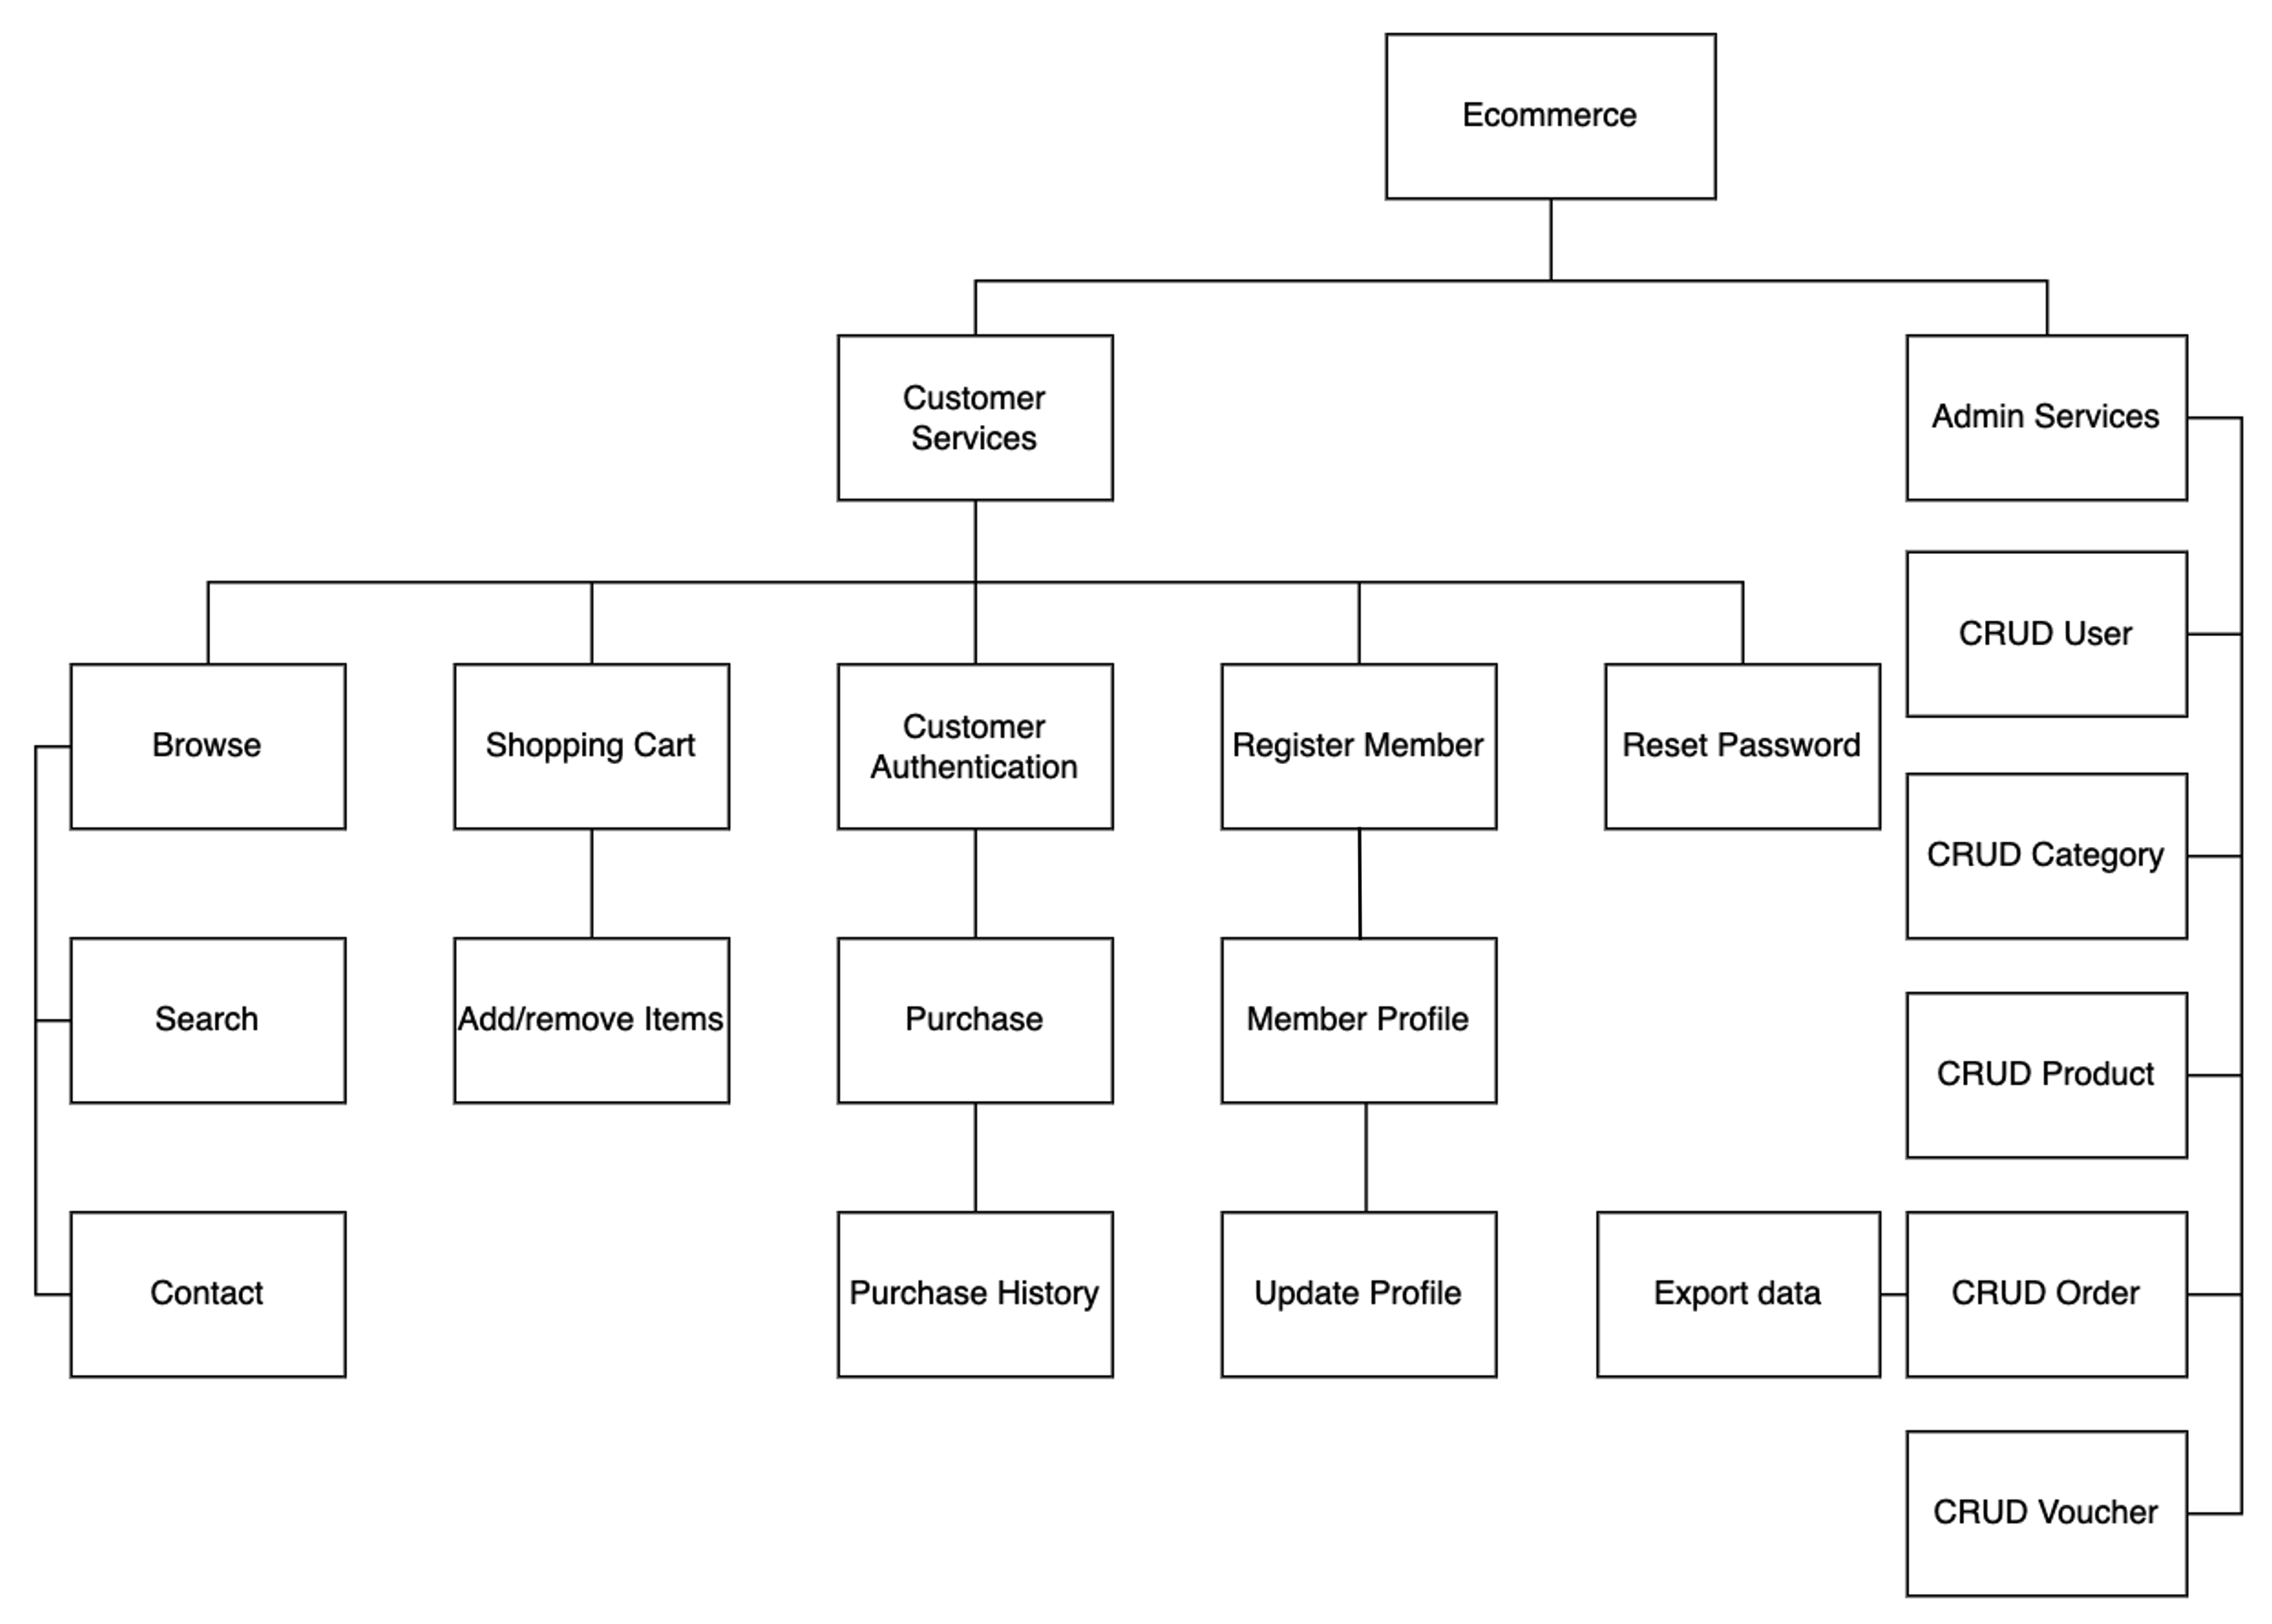 Ecommerce
Customer
Services
Admin Services
CRUD User
Browse
Shopping Cart
Customer
Authentication
Register Member
Reset Password
CRUD Category
Search
Add/remove Items
Purchase
Member Profile
CRUD Product
Contact
Purchase History
Update Profile
Export data
CRUD Order
CRUD Voucher